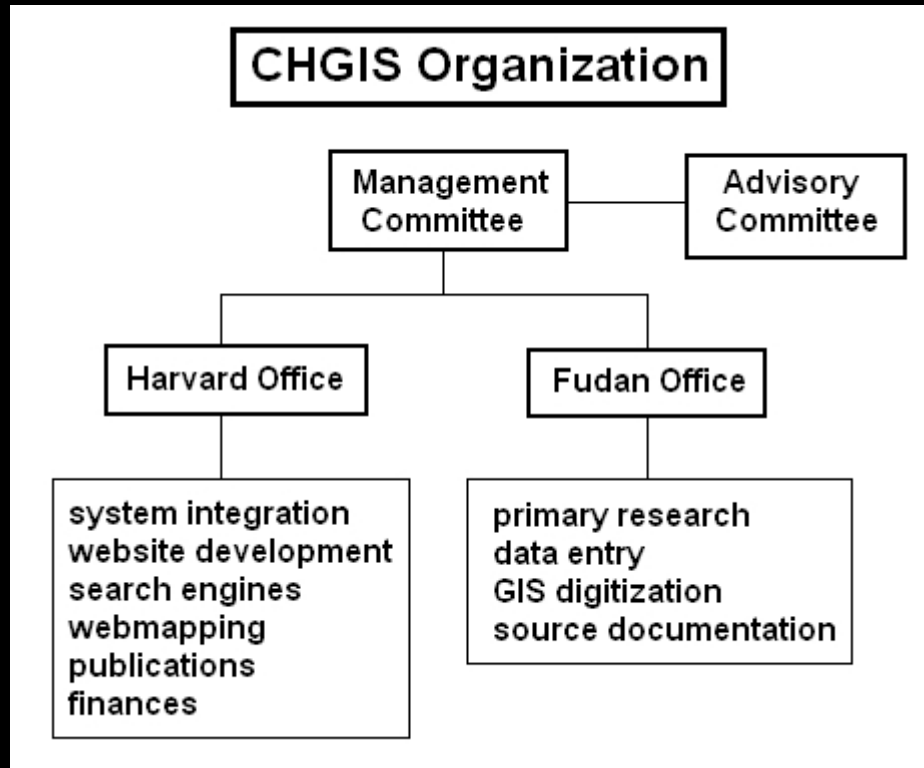 CHGIS Organization
Management
Committee
Advisory
Committee
Harvard Office
Fudan Office
system integration
website development
search engines
webmapping
publications
finances
primary research
data entry
GIS digitization
source documentation